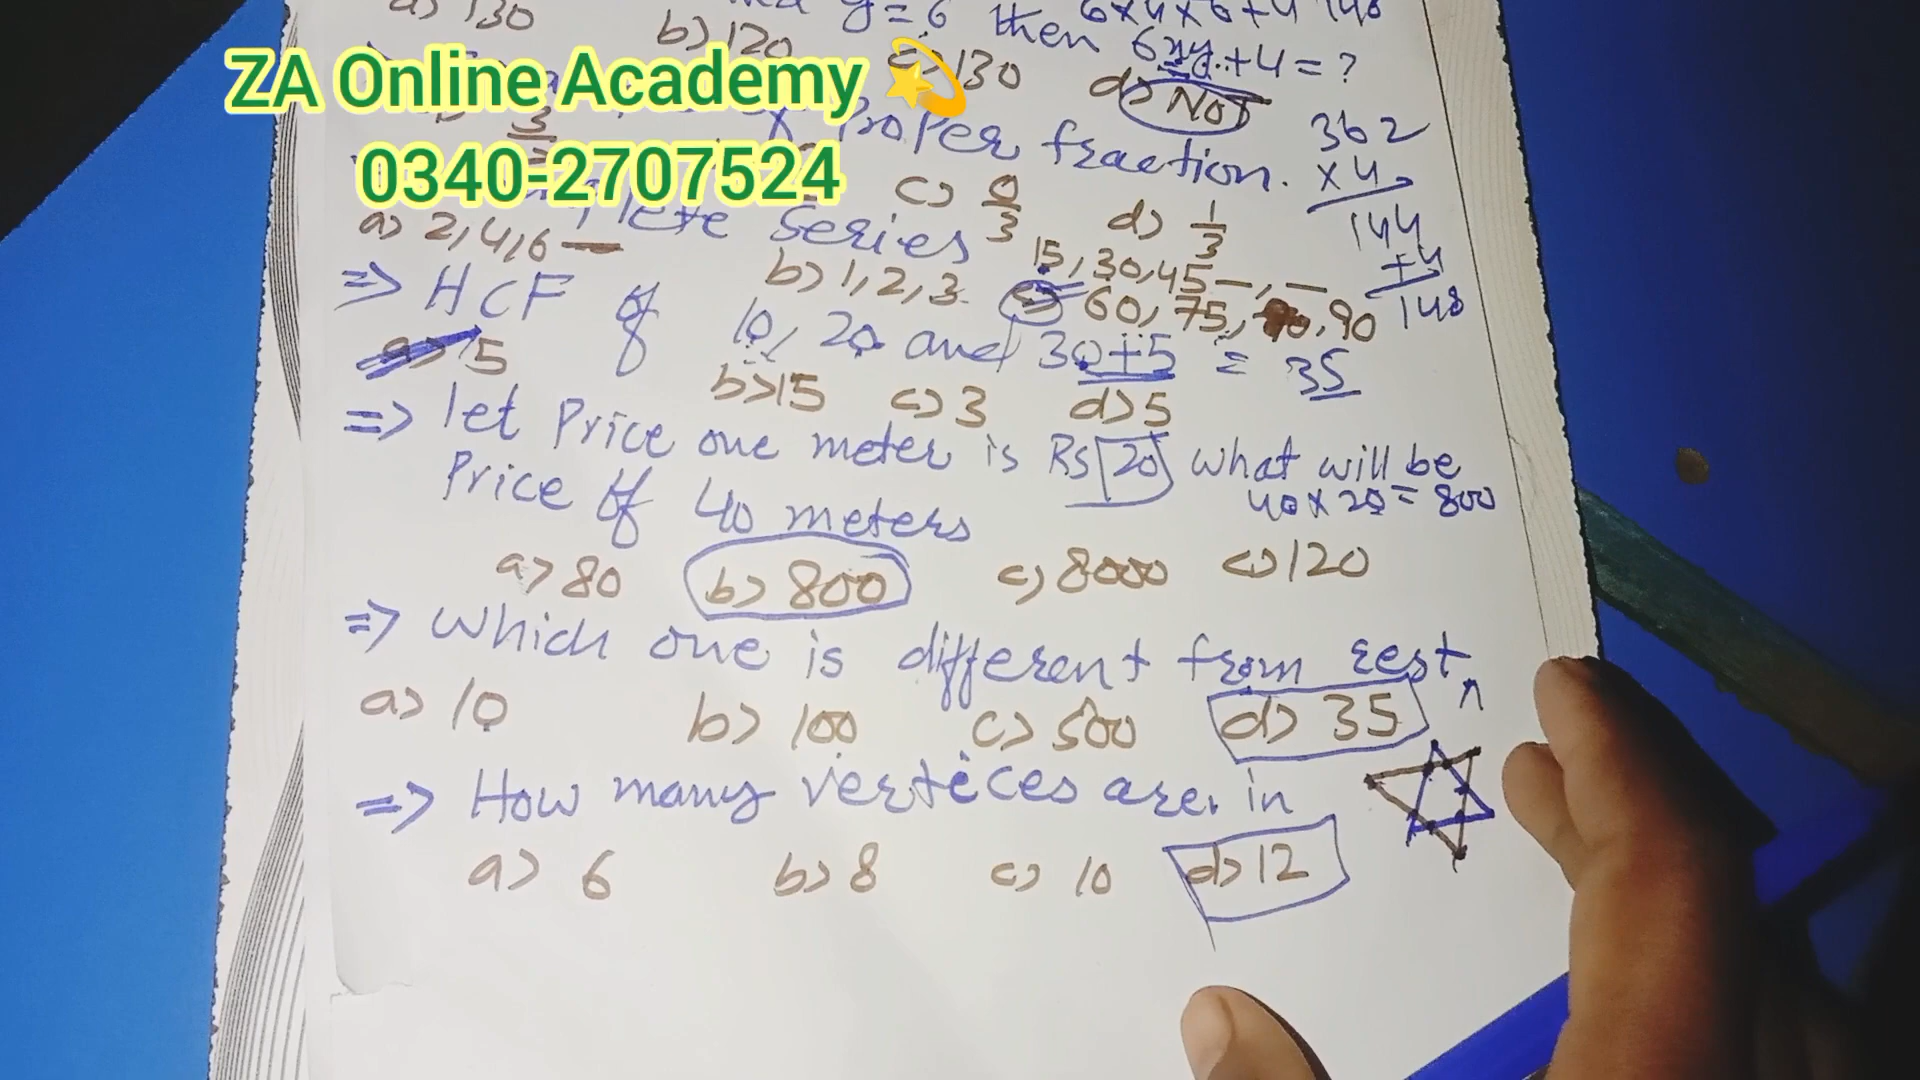 a) 130
y=6 then 6x4x6+4 148
b) 120
c) 130
6xy+4=?
d) Not
ZA Online Academy
0340-2707524
Proper fraction.
c) 0/3
d) 1/3
362
x4
144
+4
148
series 15,30,45—,—
a) 2,4,6—
b) 1,2,3
c) 60,75, 90
=> HCF of 10, 20 and 30+5 = 35
a) 5
b) 15 c) 3 d) 5
=> let Price one meter is Rs 20 what will be
Price of 40 meters
40x20=800
a) 80 b) 800 c) 8000 c) 120
=> which one is different from rest
a) 10 b) 100 c) 500 d) 35
=> How many verteces are in
a) 6 b) 8 c) 10 d) 12